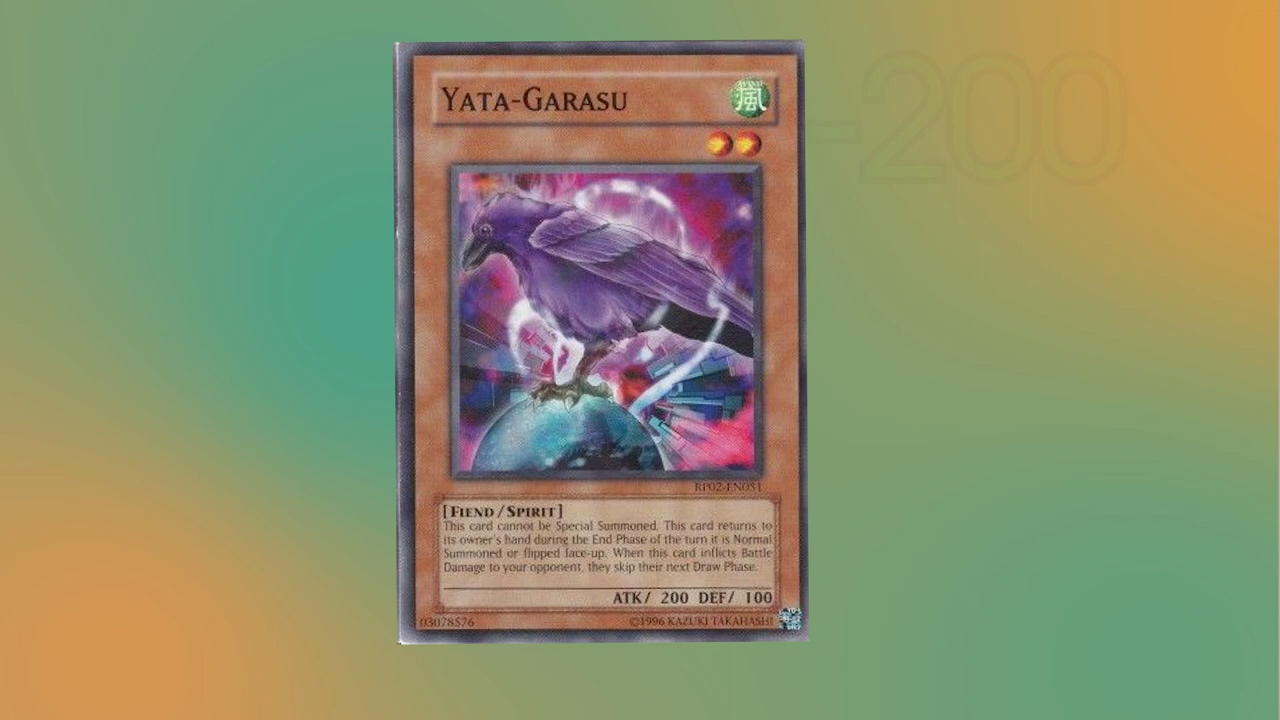 YATA-GARASU
風
-200
RP02-EN051
[FIEND/SPIRIT]
This card cannot be Special Summoned. This card returns to
its owner's hand during the End Phase of the turn it is Normal
Summoned or flipped face-up. When this card inflicts Battle
Damage to your opponent, they skip their next Draw Phase.
ATK/ 200 DEF/ 100
03078576
©1996 KAZUKI TAKAHASHI